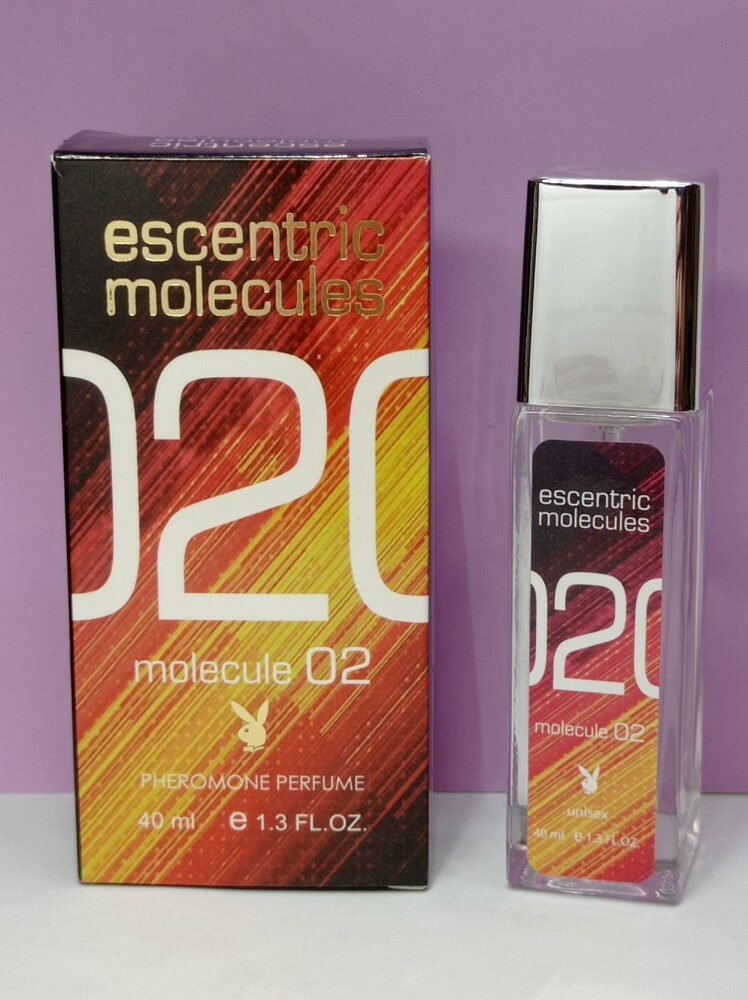 escentric
molecules
escentric
molecules
020
molecule 02
PHEROMONE PERFUME
40 ml e 1.3 FL.OZ.
escentric
molecules
020
molecule 02
unisex
40 ml e 1.3 FL.OZ.